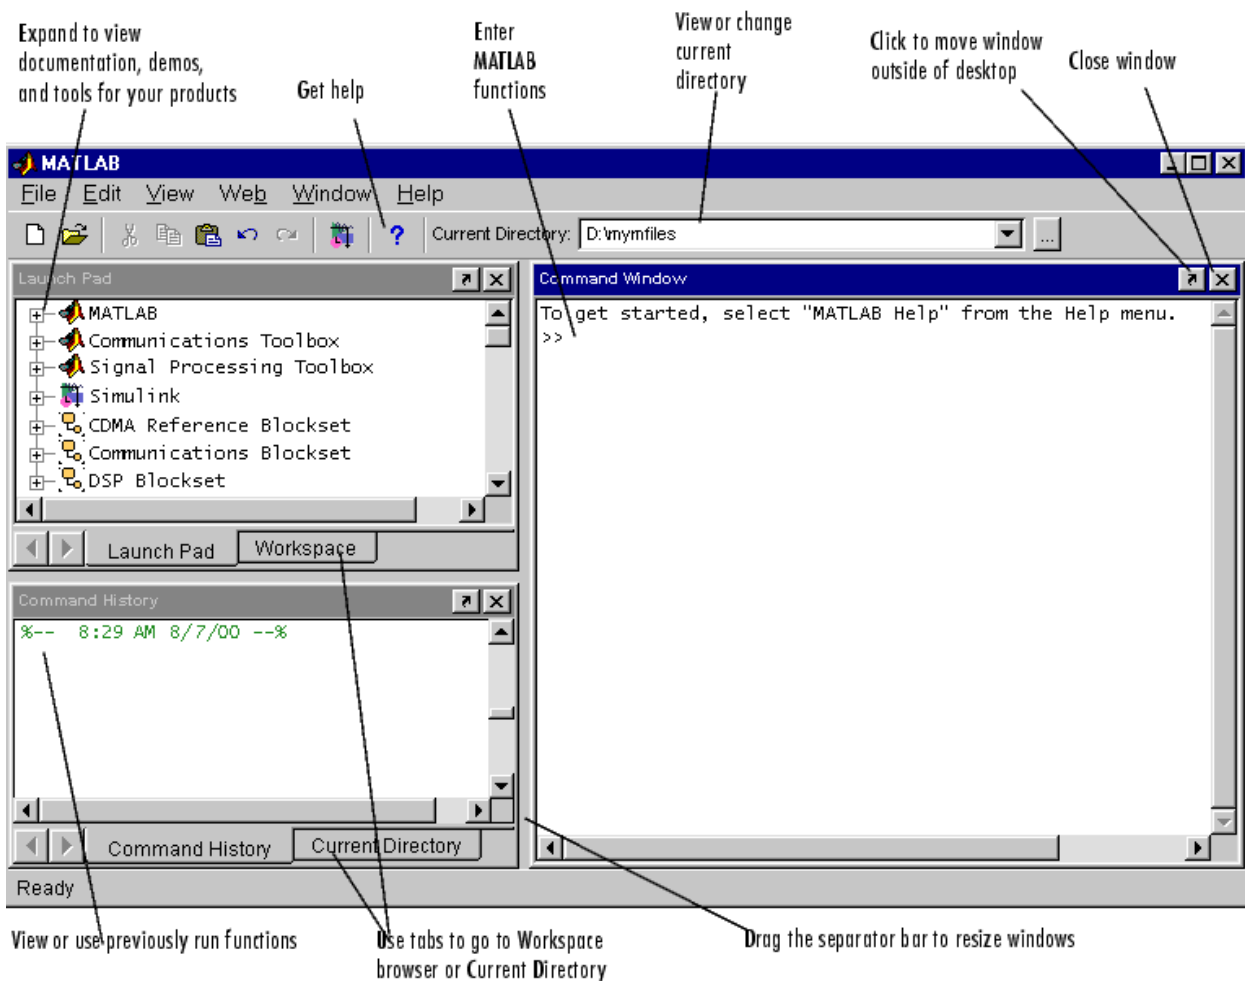 Expand to view
documentation, demos,
and tools for your products
Get help
Enter
MATLAB
functions
View or change
current
directory
Click to move window
outside of desktop
Close window
MATLAB
File Edit View Web Window Help
Current Directory: D:\mymfiles ...
Launch Pad
MATLAB
Communications Toolbox
Signal Processing Toolbox
Simulink
CDMA Reference Blockset
Communications Blockset
DSP Blockset
Launch Pad Workspace
Command History
%-- 8:29 AM 8/7/00 --%
Command History Current Directory
Command Window
To get started, select "MATLAB Help" from the Help menu.
>>
Ready
View or use previously run functions
Use tabs to go to Workspace
browser or Current Directory
Drag the separator bar to resize windows